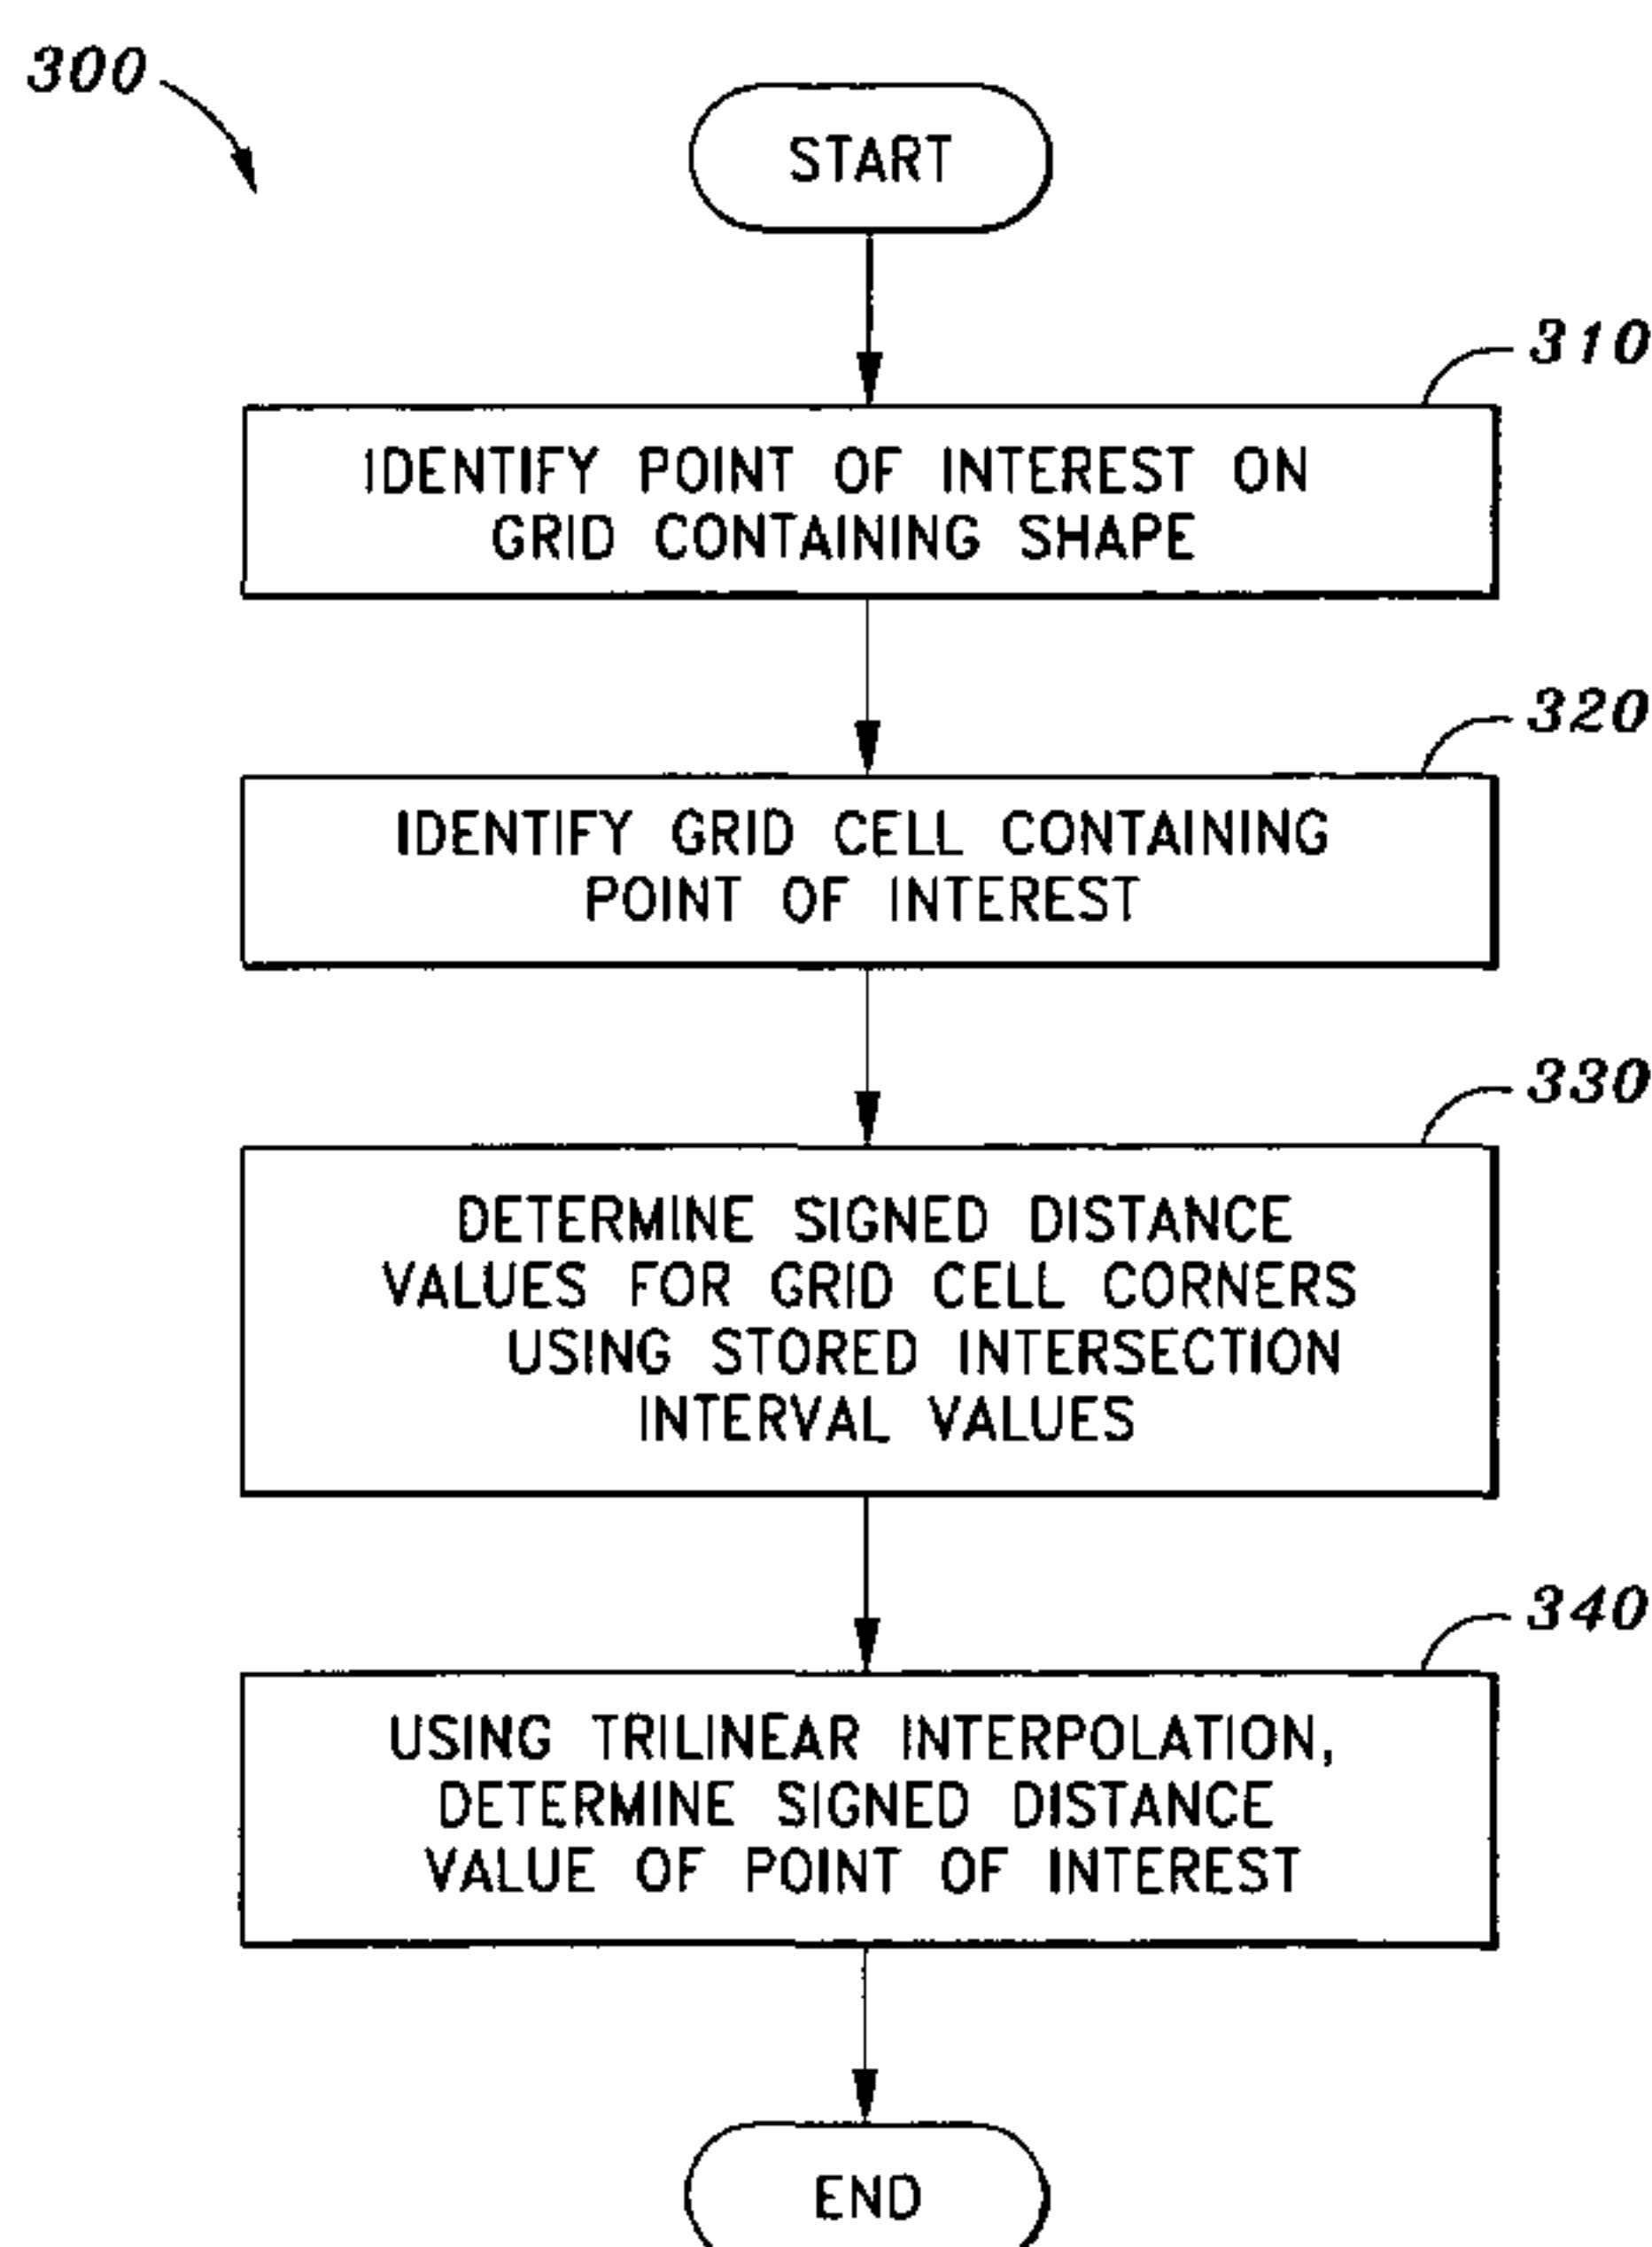 300
START
310
IDENTIFY POINT OF INTEREST ON
GRID CONTAINING SHAPE
320
IDENTIFY GRID CELL CONTAINING
POINT OF INTEREST
330
DETERMINE SIGNED DISTANCE
VALUES FOR GRID CELL CORNERS
USING STORED INTERSECTION
INTERVAL VALUES
340
USING TRILINEAR INTERPOLATION,
DETERMINE SIGNED DISTANCE
VALUE OF POINT OF INTEREST
END